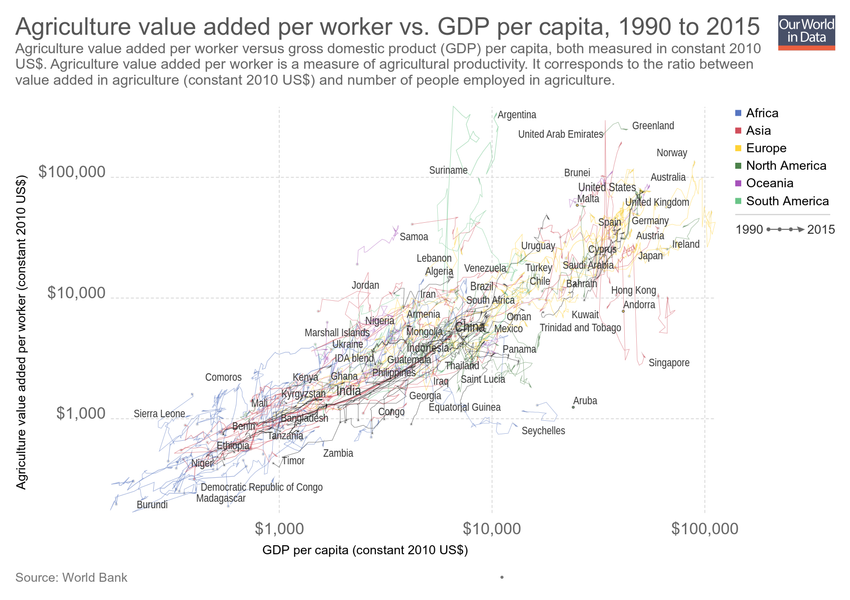 Agriculture value added per worker vs. GDP per capita, 1990 to 2015
Agriculture value added per worker versus gross domestic product (GDP) per capita, both measured in constant 2010
US$. Agriculture value added per worker is a measure of agricultural productivity. It corresponds to the ratio between
value added in agriculture (constant 2010 US$) and number of people employed in agriculture.
Our World
in Data
Africa
Asia
Europe
North America
Oceania
South America
1990
2015
Agriculture value added per worker (constant 2010 US$)
$100,000
$10,000
$1,000
Argentina
United Arab Emirates
Greenland
Norway
Suriname
Brunei
Australia
United States
Malta
United Kingdom
Spain
Germany
Samoa
Austria
Uruguay
Cyprus
Ireland
Lebanon
Japan
Algeria
Venezuela
Turkey
Saudi Arabia
Jordan
Brazil
Chile
Bahrain
Iran
Hong Kong
South Africa
Andorra
Nigeria
Armenia
Oman
Kuwait
Marshall Islands
Mongolia
China
Mexico
Trinidad and Tobago
Ukraine
Indonesia
Panama
IDA blend
Guatemala
Singapore
Comoros
Kenya
Ghana
Philippines
Thailand
Iraq
Saint Lucia
Kyrgyzstan
India
Georgia
Mali
Equatorial Guinea
Aruba
Sierra Leone
Congo
Benin
Bangladesh
Seychelles
Tanzania
Ethiopia
Zambia
Niger
Timor
Democratic Republic of Congo
Madagascar
Burundi
$1,000
$10,000
$100,000
GDP per capita (constant 2010 US$)
Source: World Bank